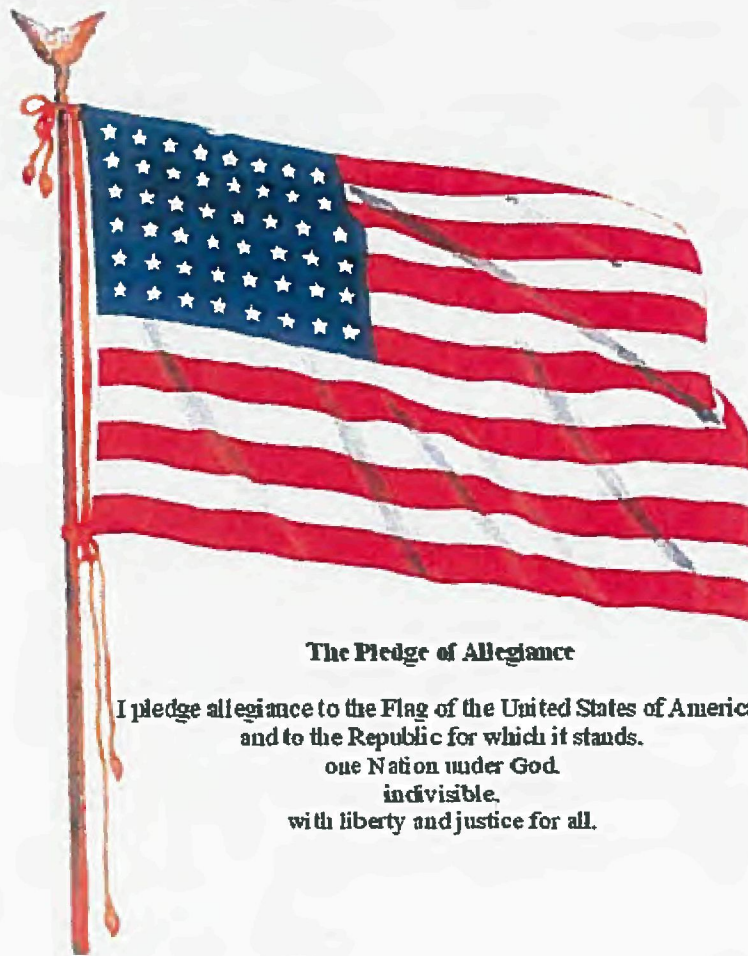 The Pledge of Allegiance
I pledge allegiance to the Flag of the United States of Americ
and to the Republic for which it stands.
one Nation under God.
indivisible.
with liberty and justice for all.